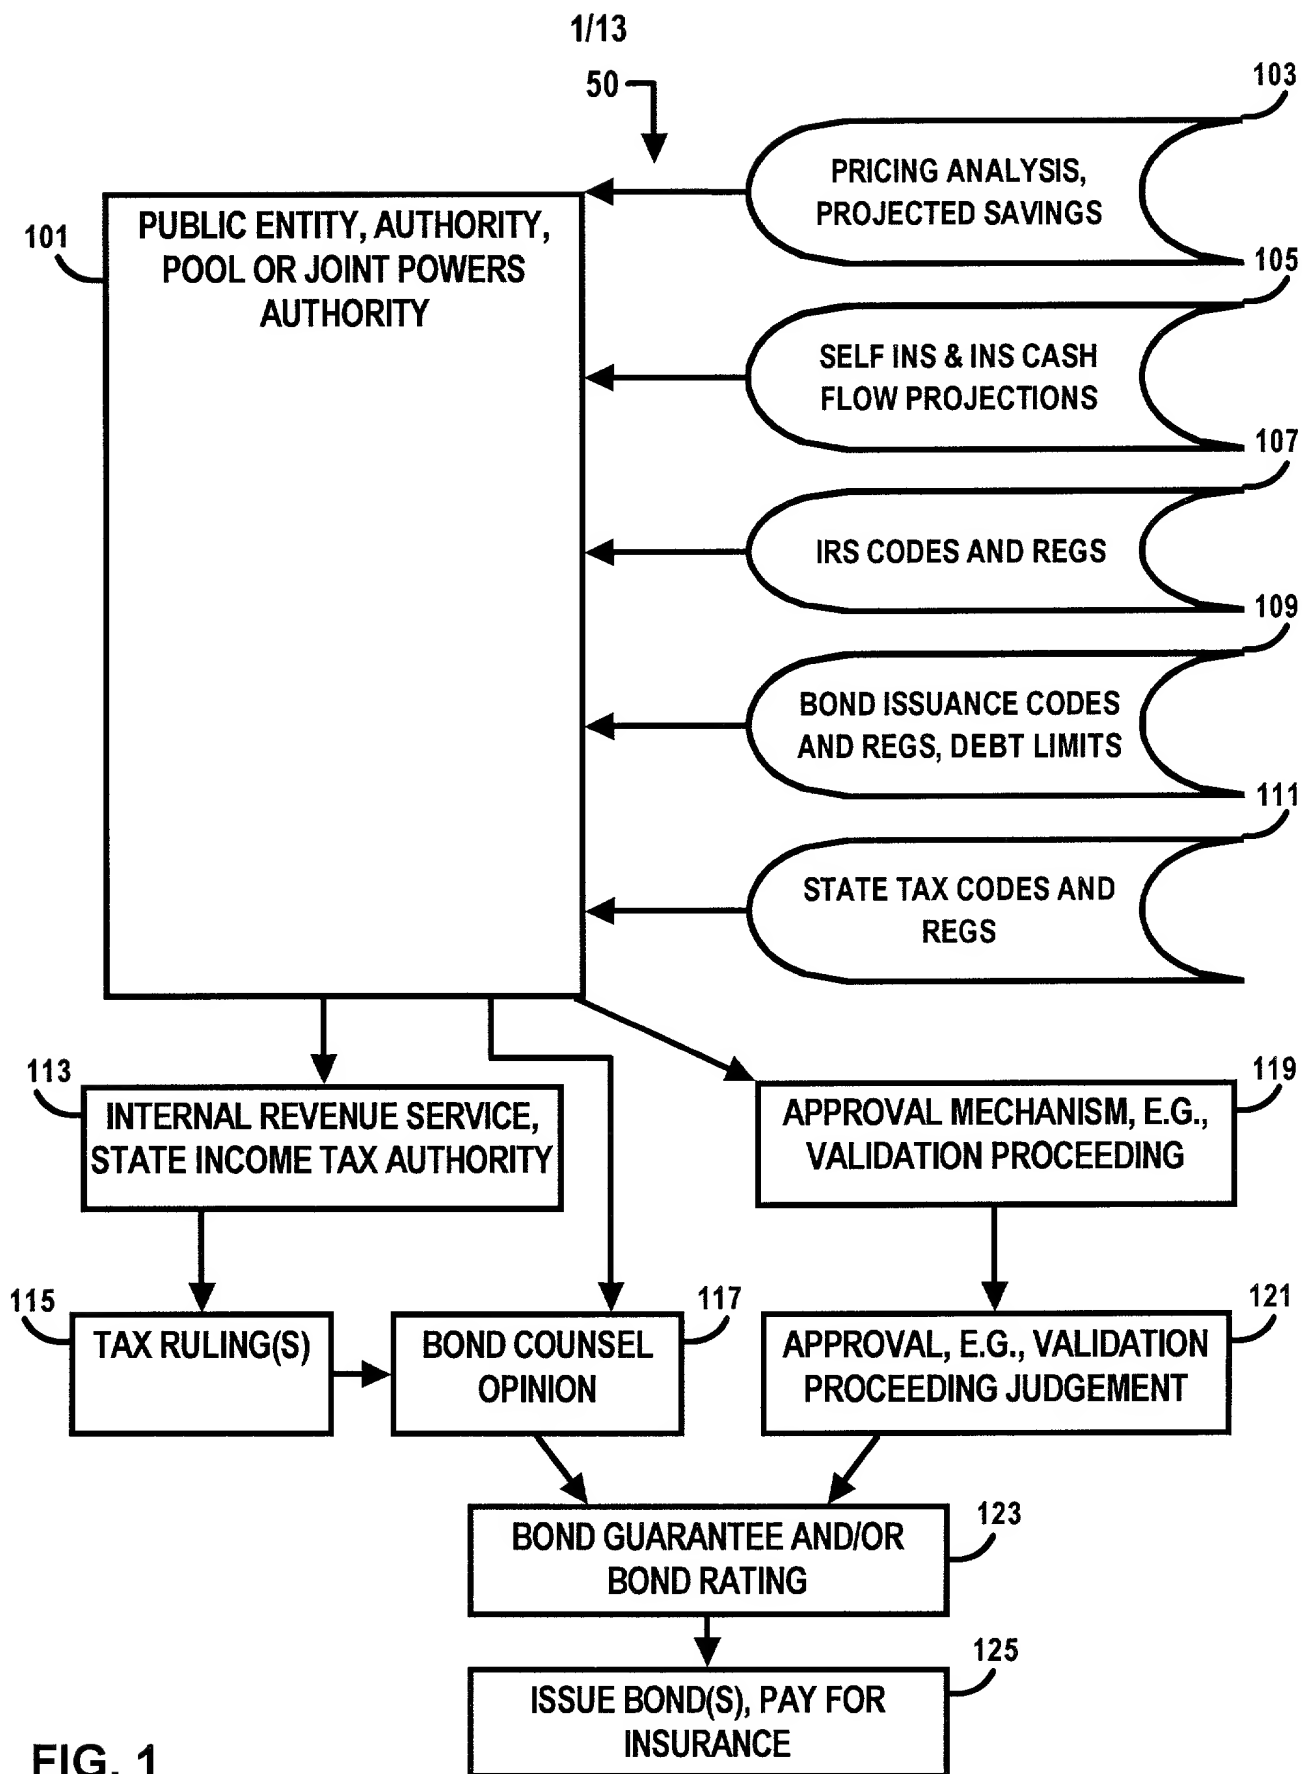 1/13
50
103
PRICING ANALYSIS,
PROJECTED SAVINGS
101
PUBLIC ENTITY, AUTHORITY,
POOL OR JOINT POWERS
AUTHORITY
105
SELF INS & INS CASH
FLOW PROJECTIONS
107
IRS CODES AND REGS
109
BOND ISSUANCE CODES
AND REGS, DEBT LIMITS
111
STATE TAX CODES AND
REGS
113
INTERNAL REVENUE SERVICE,
STATE INCOME TAX AUTHORITY
119
APPROVAL MECHANISM, E.G.,
VALIDATION PROCEEDING
115
TAX RULING(S)
117
BOND COUNSEL
OPINION
121
APPROVAL, E.G., VALIDATION
PROCEEDING JUDGEMENT
123
BOND GUARANTEE AND/OR
BOND RATING
125
ISSUE BOND(S), PAY FOR
INSURANCE
FIG. 1